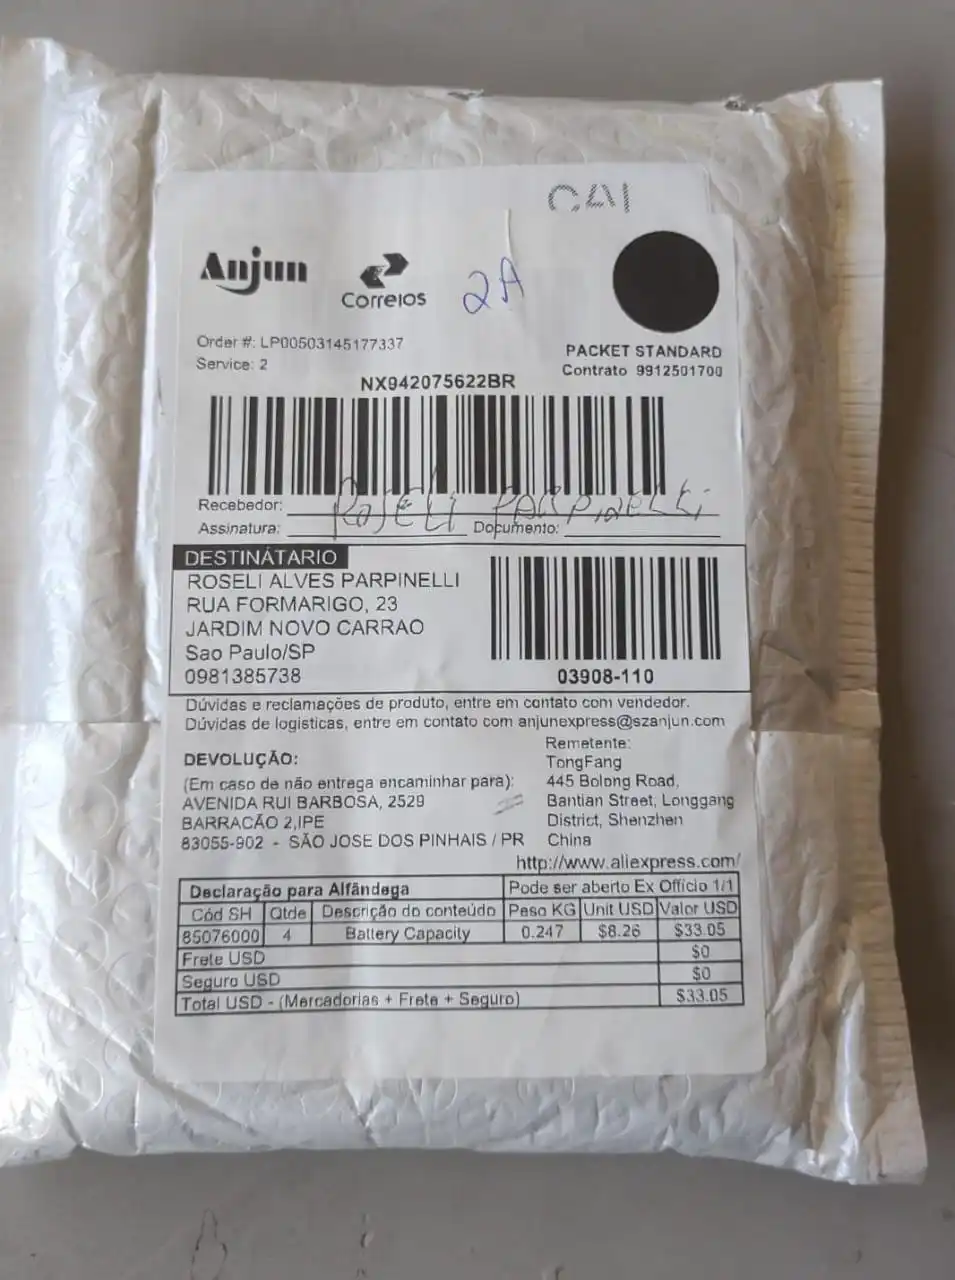 CAI
Anjun
Correios
2A
Order #: LP00503145177337
Service: 2
PACKET STANDARD
Contrato 9912501700
NX942075622BR
Recebedor:
ROSELI PARPINELLI
Assinatura: Documento:
DESTINÁTARIO
ROSELI ALVES PARPINELLI
RUA FORMARIGO, 23
JARDIM NOVO CARRAO
Sao Paulo/SP
0981385738
03908-110
Dúvidas e reclamações de produto, entre em contato com vendedor.
Dúvidas de logisticas, entre em contato com anjunexpress@szanjun.com
DEVOLUÇÃO:
(Em caso de não entrega encaminhar para):
AVENIDA RUI BARBOSA, 2529
BARRACÃO 2,IPE
83055-902 - SÃO JOSE DOS PINHAIS / PR
Remetente:
TongFang
445 Bolong Road,
Bantian Street, Longgang
District, Shenzhen
China
http://www.aliexpress.com/
Declaração para Alfândega Pode ser aberto Ex Officio 1/1
Cód SH Qtde Descrição do conteúdo Peso KG Unit USD Valor USD
85076000 4 Battery Capacity 0.247 $8.26 $33.05
Frete USD $0
Seguro USD $0
Total USD - (Mercadorias + Frete + Seguro) $33.05